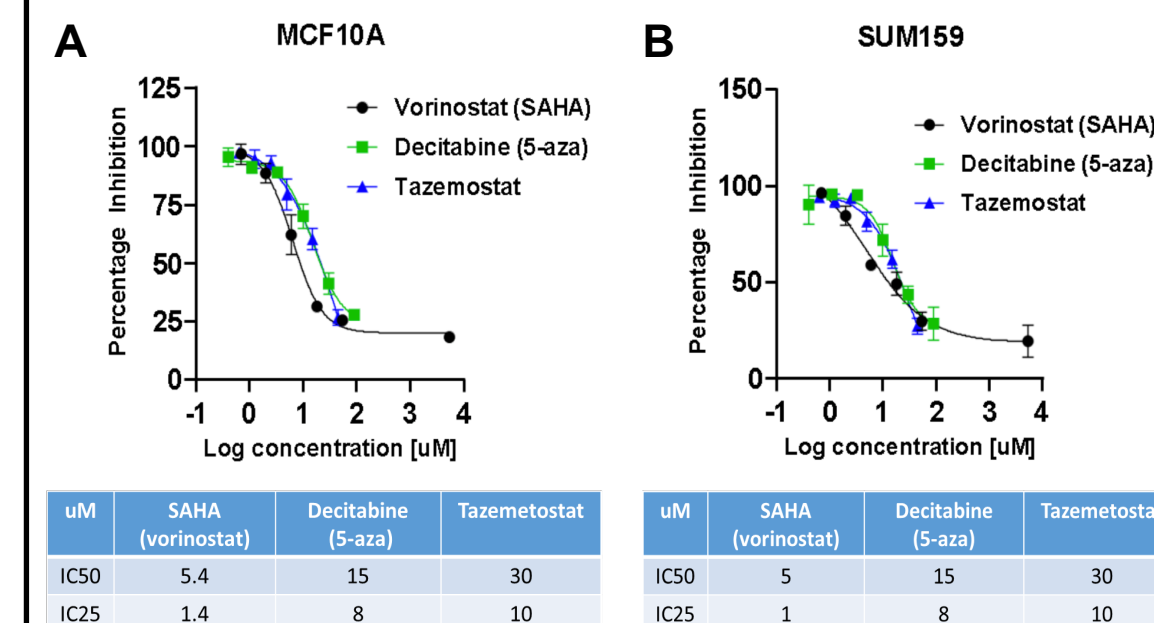 A
MCF10A
125
100
75
50
25
0
-1 0 1 2 3 4
Percentage Inhibition
Log concentration [uM]
Vorinostat (SAHA)
Decitabine (5-aza)
Tazemostat
B
SUM159
150
100
50
0
-1 0 1 2 3 4
Percentage Inhibition
Log concentration [uM]
Vorinostat (SAHA)
Decitabine (5-aza)
Tazemostat
uM SAHA (vorinostat) Decitabine (5-aza) Tazemetostat
IC50 5.4 15 30
IC25 1.4 8 10
uM SAHA (vorinostat) Decitabine (5-aza) Tazemetosta
IC50 5 15 30
IC25 1 8 10